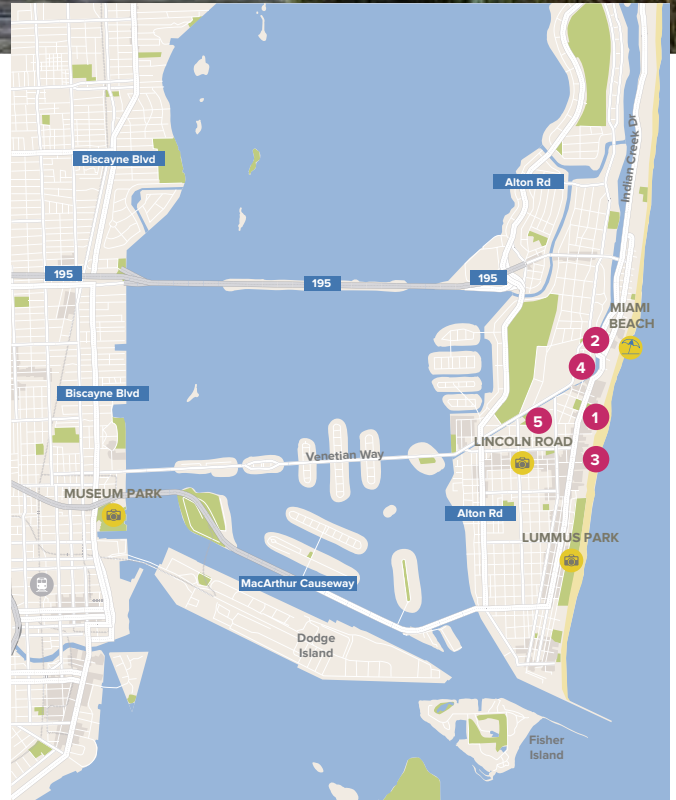 Indian Creek Dr
Biscayne Blvd
Alton Rd
195
195
195
MIAMI
BEACH
2
4
Biscayne Blvd
1
5
LINCOLN ROAD
Venetian Way
3
MUSEUM PARK
Alton Rd
LUMMUS PARK
MacArthur Causeway
Dodge
Island
Fisher
Island